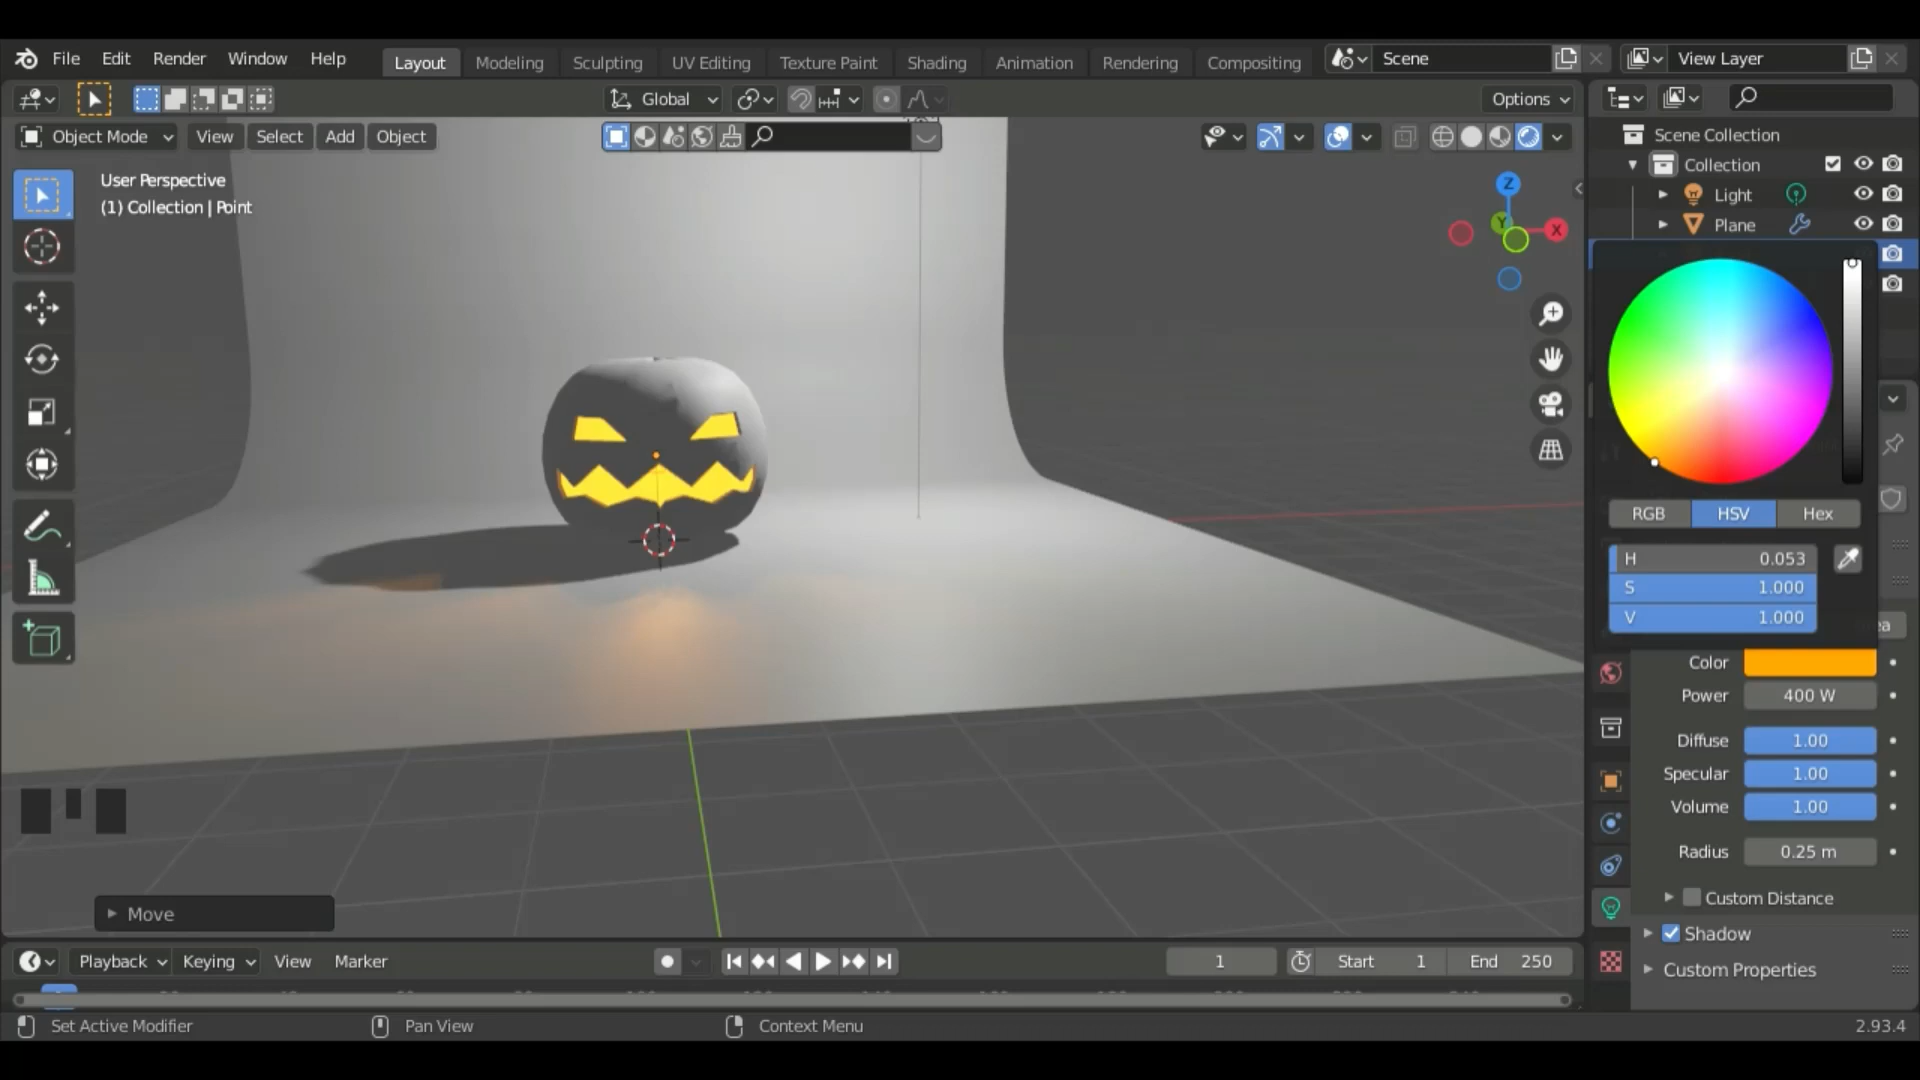 File Edit Render Window Help Layout Modeling Sculpting UV Editing Texture Paint Shading Animation Rendering Compositing Scene View Layer
Global Options
Object Mode View Select Add Object
User Perspective
(1) Collection | Point
Z
Y
X
Scene Collection
Collection
Light
Plane
RGB HSV Hex
H 0.053
S 1.000
V 1.000
Color
Power 400 W
Diffuse 1.00
Specular 1.00
Volume 1.00
Radius 0.25 m
Custom Distance
Shadow
Custom Properties
Move
Playback Keying View Marker 1 Start 1 End 250
Set Active Modifier Pan View Context Menu 2.93.4